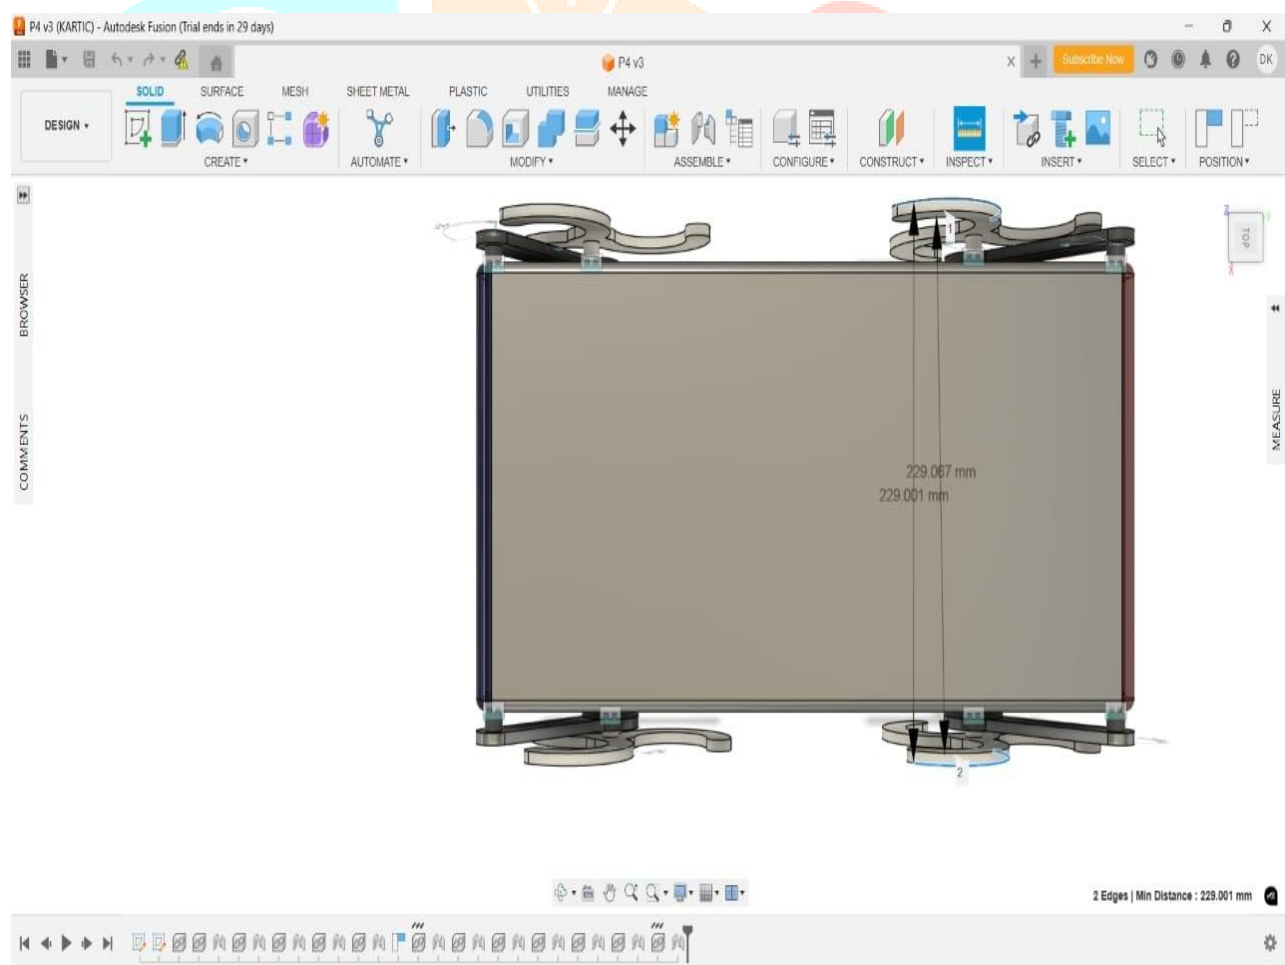 P4 v3 (KARTIC) - Autodesk Fusion (Trial ends in 29 days)
P4 v3
Subscribe Now
DK
DESIGN
SOLID SURFACE MESH SHEET METAL PLASTIC UTILITIES MANAGE
CREATE AUTOMATE MODIFY ASSEMBLE CONFIGURE CONSTRUCT INSPECT INSERT SELECT POSITION
BROWSER
COMMENTS
1
Z
TOP
X
MEASURE
229.067 mm
229.001 mm
2
2 Edges | Min Distance : 229.001 mm